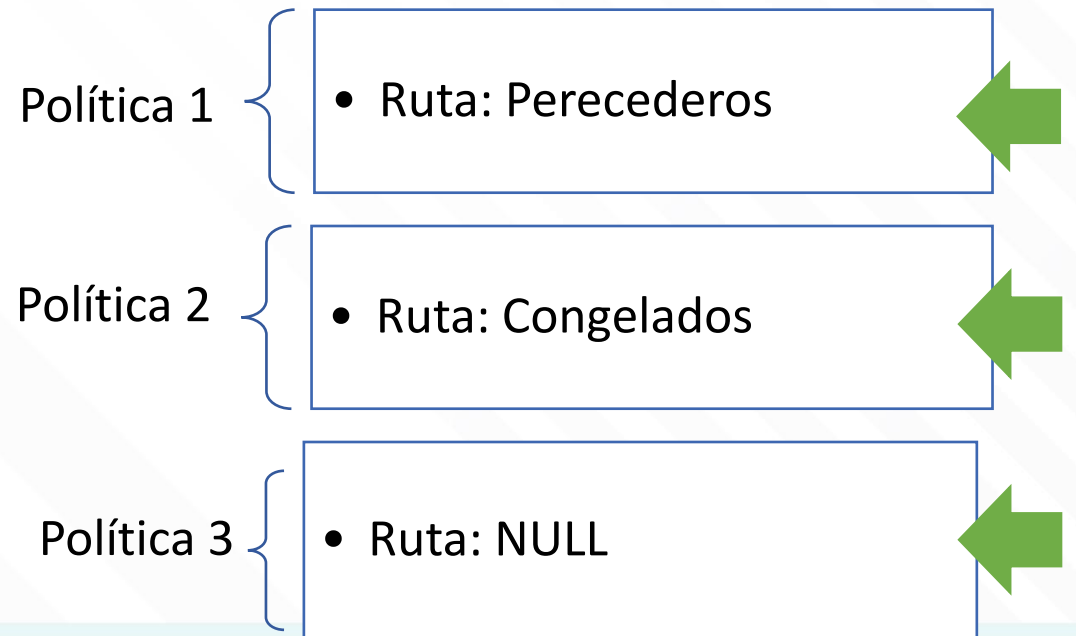 Política 1
• Ruta: Perecederos
Política 2
• Ruta: Congelados
Política 3
• Ruta: NULL